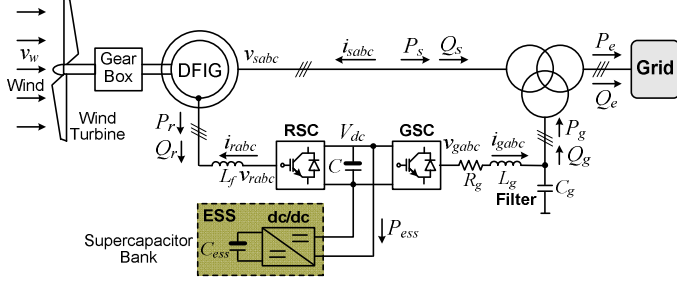 v_w
Wind
Wind
Turbine
Gear
Box
DFIG
v_sabc
i_sabc
P_s
Q_s
P_e
Q_e
Grid
P_r
Q_r
i_rabc
L_f
v_rabc
RSC
V_dc
C
GSC
v_gabc
i_gabc
R_g
L_g
Filter
C_g
P_g
Q_g
ESS
dc/dc
C_ess
P_ess
Supercapacitor
Bank